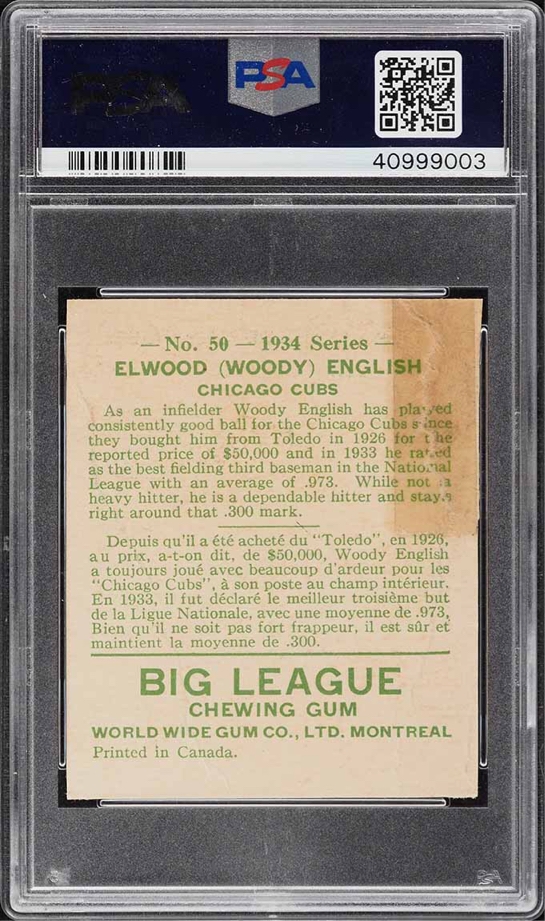 PSA
40999003
— No. 50 — 1934 Series —
ELWOOD (WOODY) ENGLISH
CHICAGO CUBS
As an infielder Woody English has played
consistently good ball for the Chicago Cubs since
they bought him from Toledo in 1926 for the
reported price of $50,000 and in 1933 he rated
as the best fielding third baseman in the National
League with an average of .973. While not a
heavy hitter, he is a dependable hitter and stays
right around that .300 mark.
Depuis qu'il a été acheté du "Toledo", en 1926,
au prix, a-t-on dit, de $50,000, Woody English
a toujours joué avec beaucoup d'ardeur pour les
"Chicago Cubs", à son poste au champ intérieur.
En 1933, il fut déclaré le meilleur troisième but
de la Ligue Nationale, avec une moyenne de .973,
Bien qu'il ne soit pas fort frappeur, il est sûr et
maintient la moyenne de .300.
BIG LEAGUE
CHEWING GUM
WORLD WIDE GUM CO., LTD. MONTREAL
Printed in Canada.